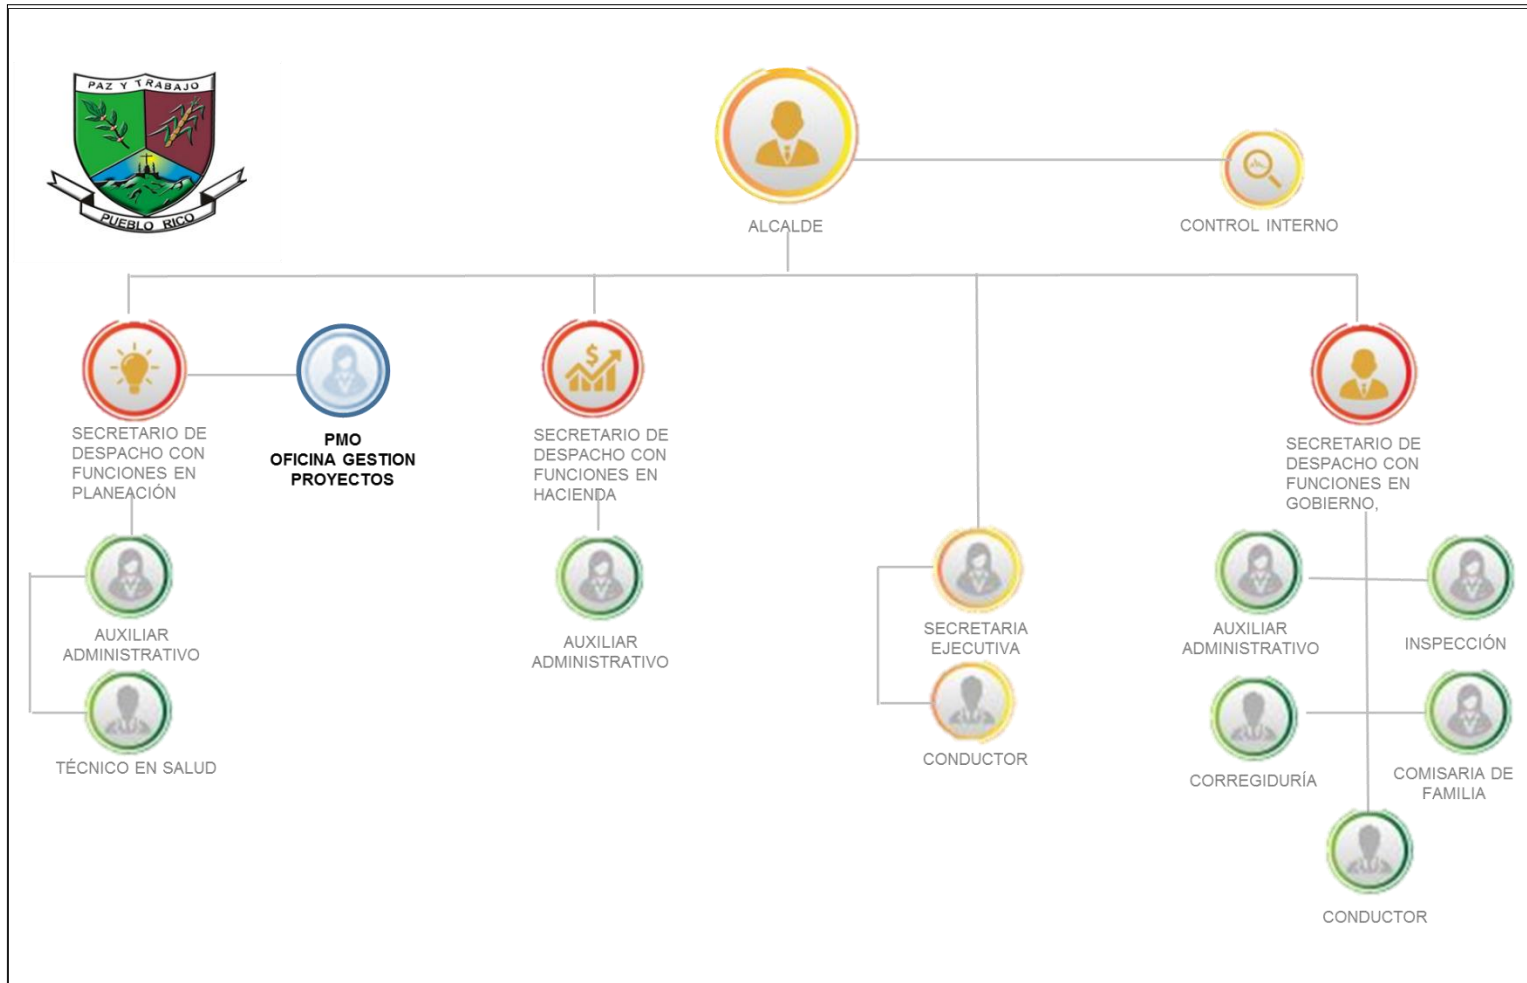 PAZ Y TRABAJO
PUEBLO RICO
ALCALDE
CONTROL INTERNO
SECRETARIO DE
DESPACHO CON
FUNCIONES EN
PLANEACIÓN
PMO
OFICINA GESTION
PROYECTOS
SECRETARIO DE
DESPACHO CON
FUNCIONES EN
HACIENDA
SECRETARIO DE
DESPACHO CON
FUNCIONES EN
GOBIERNO,
AUXILIAR
ADMINISTRATIVO
AUXILIAR
ADMINISTRATIVO
SECRETARIA
EJECUTIVA
AUXILIAR
ADMINISTRATIVO
INSPECCIÓN
TÉCNICO EN SALUD
CONDUCTOR
CORREGIDURÍA
COMISARIA DE
FAMILIA
CONDUCTOR